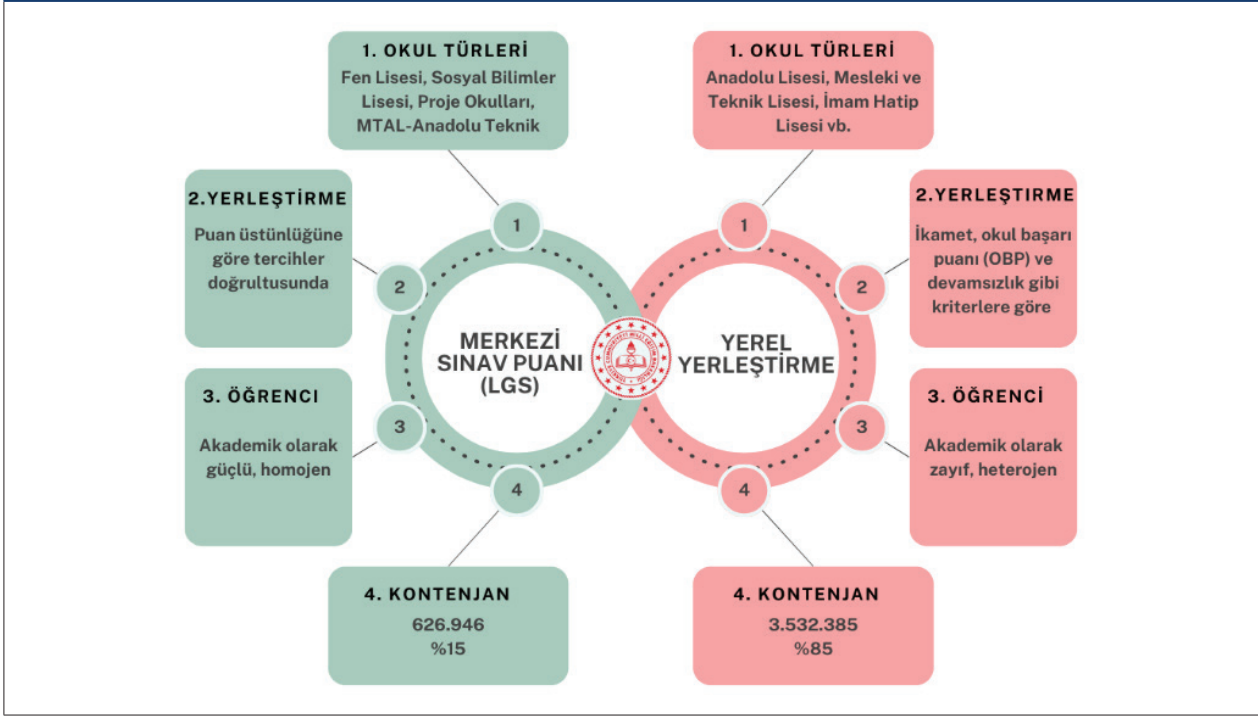 1. OKUL TÜRLERİ
Fen Lisesi, Sosyal Bilimler
Lisesi, Proje Okulları,
MTAL-Anadolu Teknik
1. OKUL TÜRLERİ
Anadolu Lisesi, Mesleki ve
Teknik Lisesi, İmam Hatip
Lisesi vb.
2.YERLEŞTİRME
Puan üstünlüğüne
göre tercihler
doğrultusunda
2.YERLEŞTIRME
İkamet, okul başarı
puanı (OBP) ve
devamsızlık gibi
kriterlere göre
1
2
3
4
MERKEZİ
SINAV PUANI
(LGS)
1
2
3
4
YEREL
YERLEŞTİRME
3. ÖĞRENCI
Akademik olarak
güçlü, homojen
3. ÖĞRENCİ
Akademik olarak
zayıf, heterojen
4. KONTENJAN
626.946
%15
4. KONTENJAN
3.532.385
%85